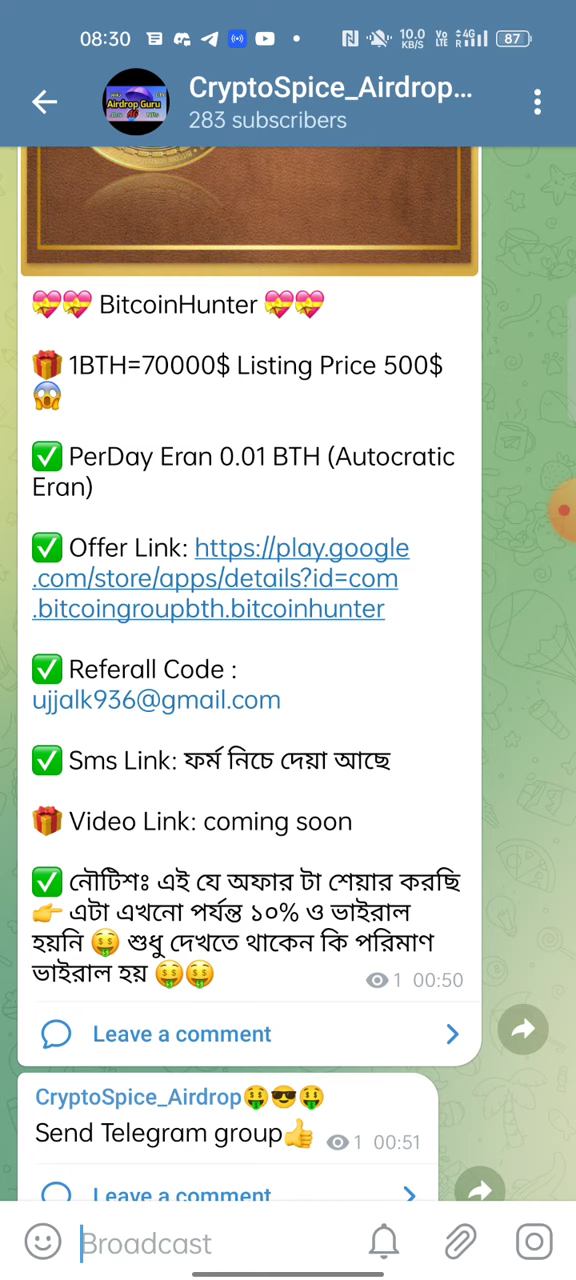 08:30
10.0
KB/S
Vo
LTE
4G
R
87
Airdrop Guru
CryptoSpice_Airdrop...
283 subscribers
💝💝 BitcoinHunter 💝💝
🎁 1BTH=70000$ Listing Price 500$
😱
✅ PerDay Eran 0.01 BTH (Autocratic
Eran)
✅ Offer Link: https://play.google
.com/store/apps/details?id=com
.bitcoingroupbth.bitcoinhunter
✅ Referall Code :
ujjalk936@gmail.com
✅ Sms Link: ফর্ম নিচে দেয়া আছে
🎁 Video Link: coming soon
✅ নৌটিশঃ এই যে অফার টা শেয়ার করছি
👉 এটা এখনো পর্যন্ত ১০% ও ভাইরাল
হয়নি 🤑 শুধু দেখতে থাকেন কি পরিমাণ
ভাইরাল হয় 🤑🤑 1 00:50
Leave a comment
CryptoSpice_Airdrop🤑😎🤑
Send Telegram group👍 1 00:51
Leave a comment
Broadcast